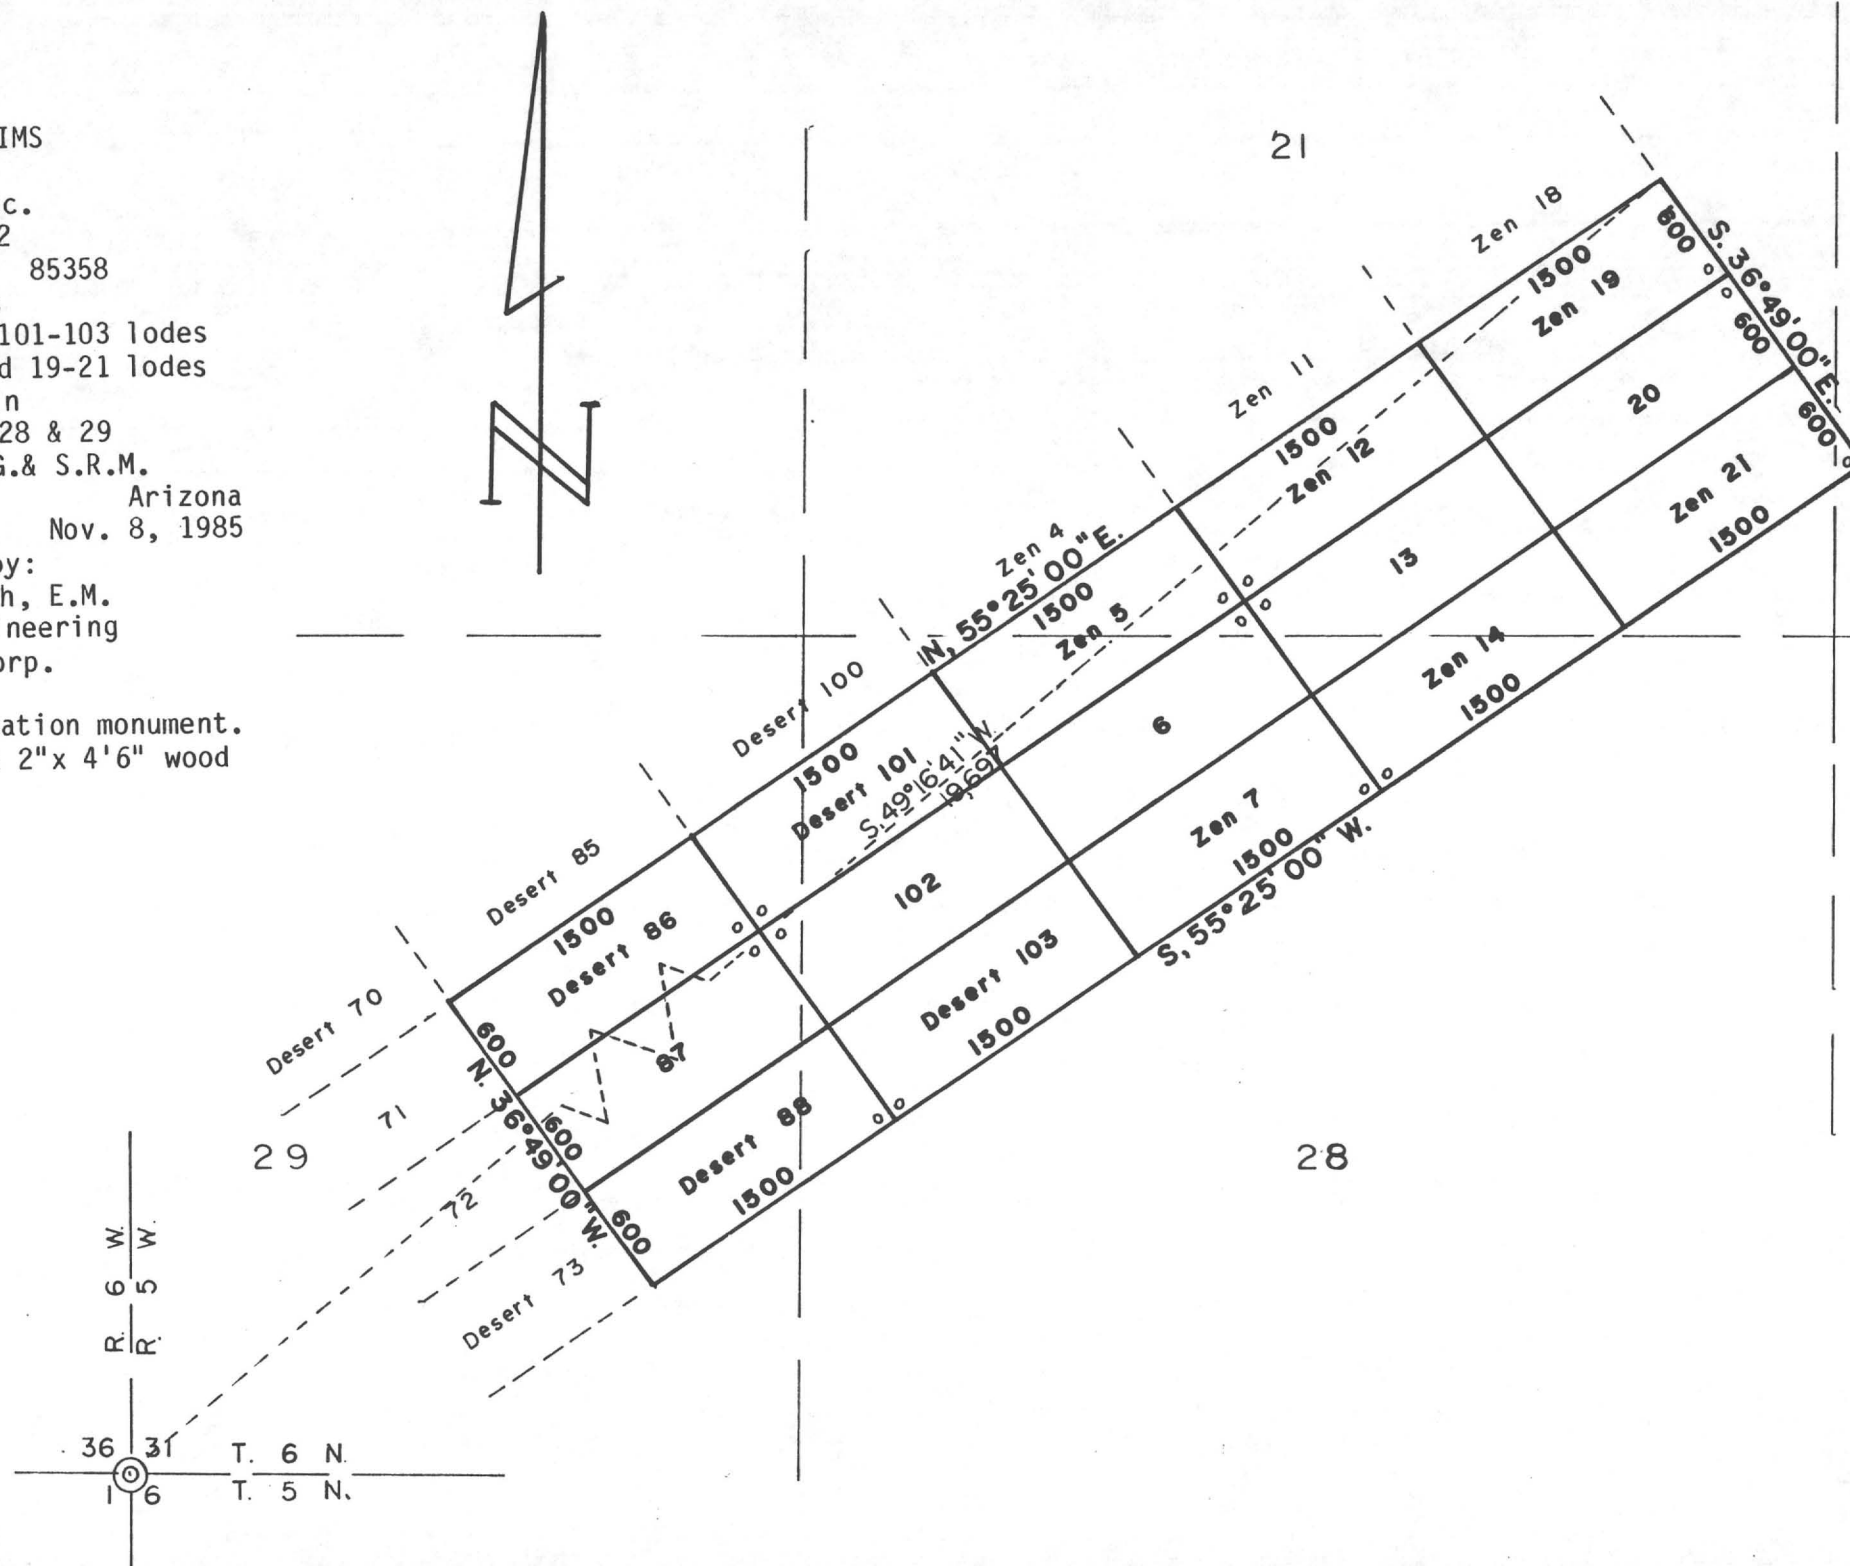 IMS
c.
2
85358
101-103 lodes
d 19-21 lodes
n
28 & 29
G.& S.R.M.
Arizona
Nov. 8, 1985
by:
h, E.M.
neering
orp.
ation monument.
2"x 4'6" wood
N
21
Zen 18
1500
Zen 19
600
S. 36°49'00"E.
600
20
600
Zen 21
1500
Zen 11
1500
Zen 12
13
Zen 14
1500
Zen 4
N. 55°25'00"E.
1500
Zen 5
6
Zen 7
1500
S. 55°25'00" W.
Desert 100
1500
Desert 101
S. 49°16'41" W.
102
Desert 103
1500
Desert 85
1500
Desert 86
87
Desert 88
1500
600
N. 36°49'00" W.
600
600
Desert 70
71
72
Desert 73
29
28
R. 6 W.
R. 5 W.
36 31
T. 6 N.
1 6
T. 5 N.